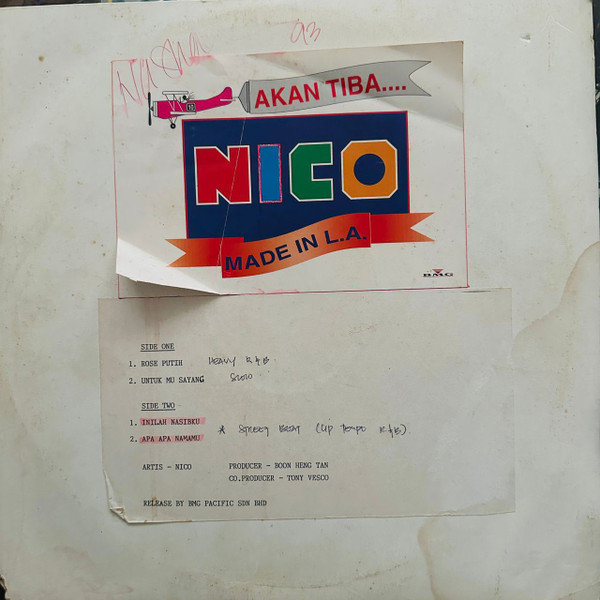 93
AKAN TIBA....
NICO
MADE IN L.A.
BMG
SIDE ONE
1. ROSE PUTIH HEAVY R&B.
2. UNTUK MU SAYANG SLOW
SIDE TWO
1. INILAH NASIBKU
* STREET BEAT (UP TEMPO R&B)
2. APA APA NAMAMU
ARTIS - NICO PRODUCER - BOON HENG TAN
CO.PRODUCER - TONY VESCO
RELEASE BY BMG PACIFIC SDN BHD